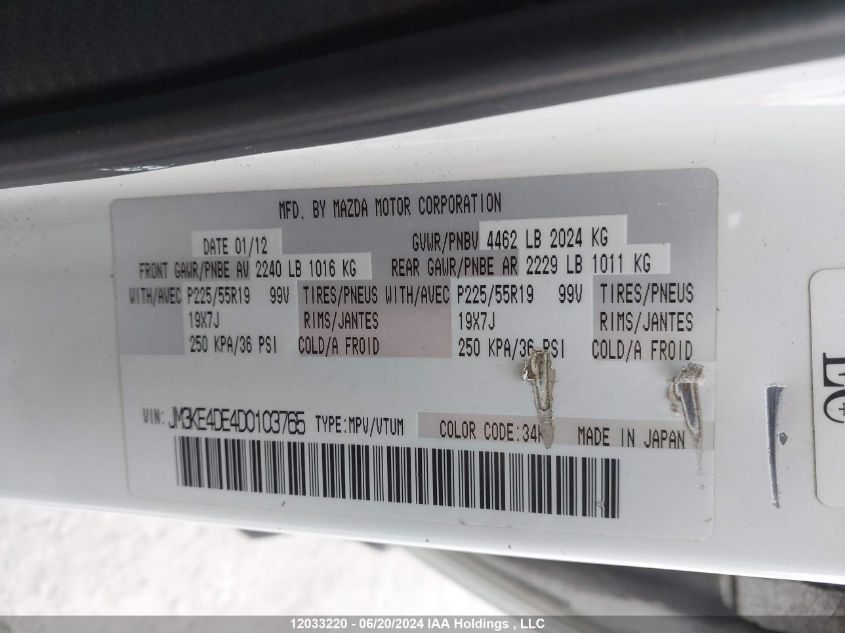 MFD. BY MAZDA MOTOR CORPORATION
DATE 01/12 GVWR/PNBV 4462 LB 2024 KG
FRONT GAWR/PNBE AV 2240 LB 1016 KG REAR GAWR/PNBE AR 2229 LB 1011 KG
WITH/AVEC P225/55R19 99V TIRES/PNEUS WITH/AVEC P225/55R19 99V TIRES/PNEUS
19X7J RIMS/JANTES 19X7J RIMS/JANTES
250 KPA/36 PSI COLD/A FROID 250 KPA/36 PSI COLD/A FROID
VIN: JM3KE4DE4D0103765 TYPE:MPV/VTUM COLOR CODE:34K MADE IN JAPAN
12033220 - 06/20/2024 IAA Holdings , LLC